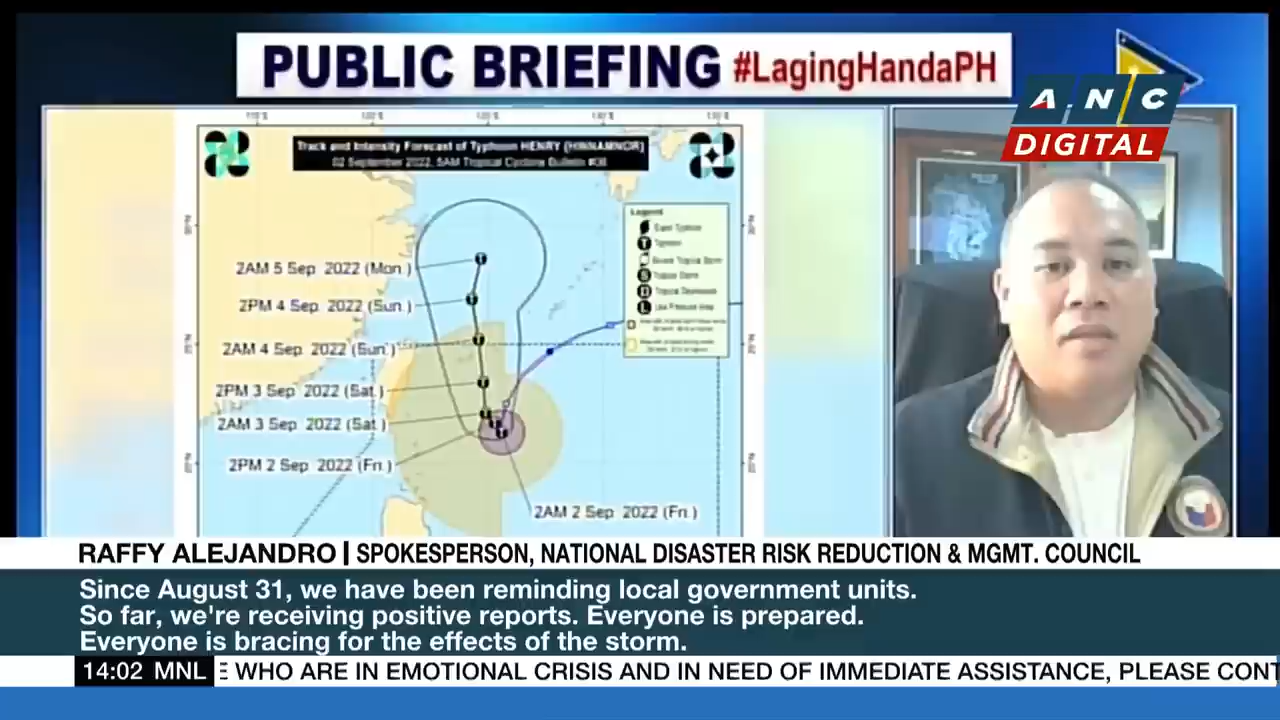 PUBLIC BRIEFING #LagingHandaPH
ANC
DIGITAL
Track and Intensity Forecast of Typhoon HENRY (HINNAMNOR)
02 September 2022, 5AM Tropical Cyclone Bulletin
Legend
Typhoon
2AM 5 Sep. 2022 (Mon.)
2PM 4 Sep. 2022 (Sun.)
2AM 4 Sep. 2022 (Sun.)
2PM 3 Sep. 2022 (Sat.)
2AM 3 Sep. 2022 (Sat.)
2PM 2 Sep. 2022 (Fri.)
2AM 2 Sep. 2022 (Fri.)
RAFFY ALEJANDRO | SPOKESPERSON, NATIONAL DISASTER RISK REDUCTION & MGMT. COUNCIL
Since August 31, we have been reminding local government units.
So far, we're receiving positive reports. Everyone is prepared.
Everyone is bracing for the effects of the storm.
14:02 MNL E WHO ARE IN EMOTIONAL CRISIS AND IN NEED OF IMMEDIATE ASSISTANCE, PLEASE CONT